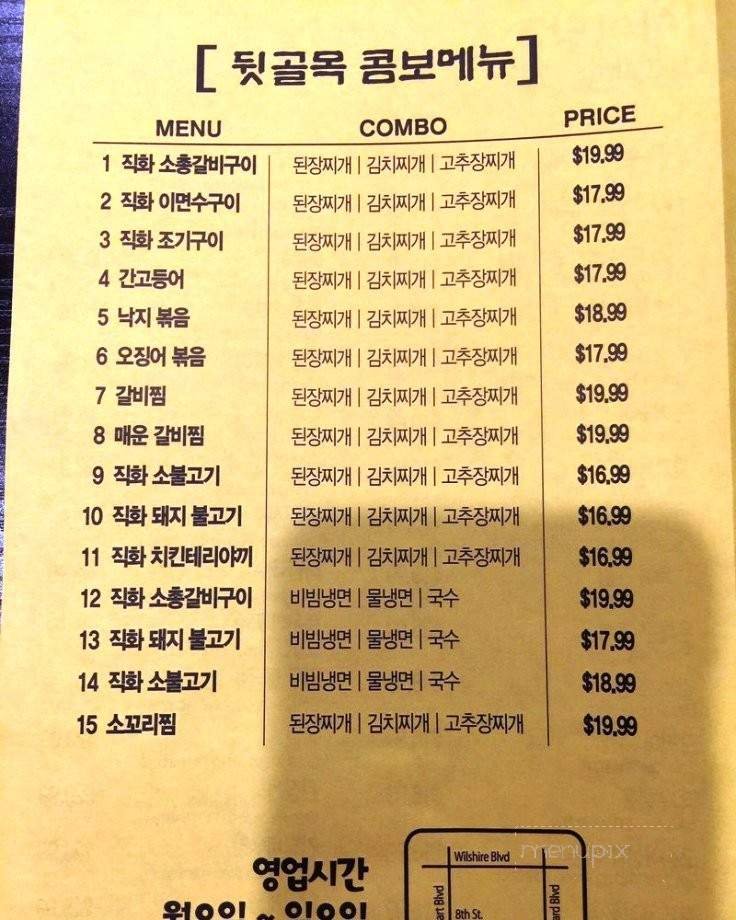 [ 뒷골목 콤보메뉴 ]
MENU COMBO PRICE
1 직화 소총갈비구이 된장찌개 | 김치찌개 | 고추장찌개 $19.99
2 직화 이면수구이 된장찌개 | 김치찌개 | 고추장찌개 $17.99
3 직화 조기구이 된장찌개 | 김치찌개 | 고추장찌개 $17.99
4 간고등어 된장찌개 | 김치찌개 | 고추장찌개 $17.99
5 낙지 볶음 된장찌개 | 김치찌개 | 고추장찌개 $18.99
6 오징어 볶음 된장찌개 | 김치찌개 | 고추장찌개 $17.99
7 갈비찜 된장찌개 | 김치찌개 | 고추장찌개 $19.99
8 매운 갈비찜 된장찌개 | 김치찌개 | 고추장찌개 $19.99
9 직화 소불고기 된장찌개 | 김치찌개 | 고추장찌개 $16.99
10 직화 돼지 불고기 된장찌개 | 김치찌개 | 고추장찌개 $16.99
11 직화 치킨테리야끼 된장찌개 | 김치찌개 | 고추장찌개 $16.99
12 직화 소총갈비구이 비빔냉면 | 물냉면 | 국수 $19.99
13 직화 돼지 불고기 비빔냉면 | 물냉면 | 국수 $17.99
14 직화 소불고기 비빔냉면 | 물냉면 | 국수 $18.99
15 소꼬리찜 된장찌개 | 김치찌개 | 고추장찌개 $19.99
영업시간
월요일 ~ 일요일
Wilshire Blvd
menupix
8th St.
art Blvd
ard Blvd